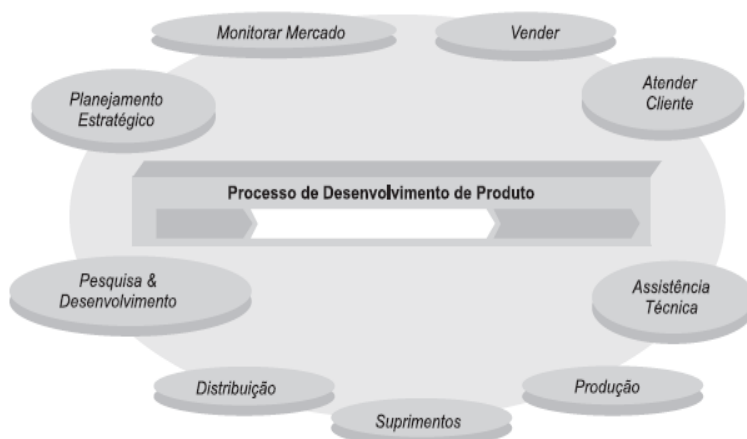 Monitorar Mercado
Vender
Planejamento
Estratégico
Atender
Cliente
Processo de Desenvolvimento de Produto
Pesquisa &
Desenvolvimento
Assistência
Técnica
Distribuição
Produção
Suprimentos